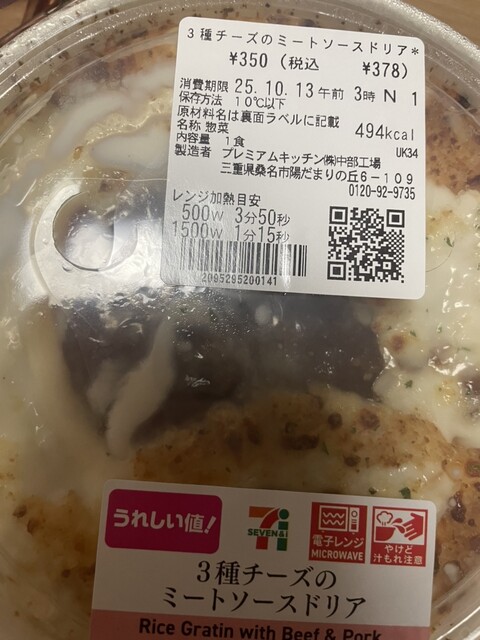 3種チーズのミートソースドリア*
¥350(税込 ¥378)
消費期限 25.10.13午前 3時 N 1
保存方法 10℃以下
原材料名は裏面ラベルに記載
名称 惣菜 494kcal
内容量 1食 UK34
製造者 プレミアムキッチン㈱中部工場
三重県桑名市陽だまりの丘6-109
0120-92-9735
レンジ加熱目安
500W 3分50秒
1500W 1分15秒
2095295200141
うれしい値!
7i
SEVEN&i
電子レンジ
MICROWAVE
やけど
汁もれ注意
3種チーズの
ミートソースドリア
Rice Gratin with Beef & Pork